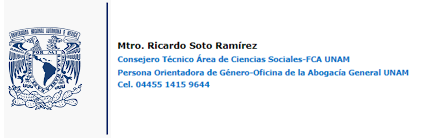 Mtro. Ricardo Soto Ramírez
Consejero Técnico Área de Ciencias Sociales-FCA UNAM
Persona Orientadora de Género-Oficina de la Abogacía General UNAM
Cel. 04455 1415 9644